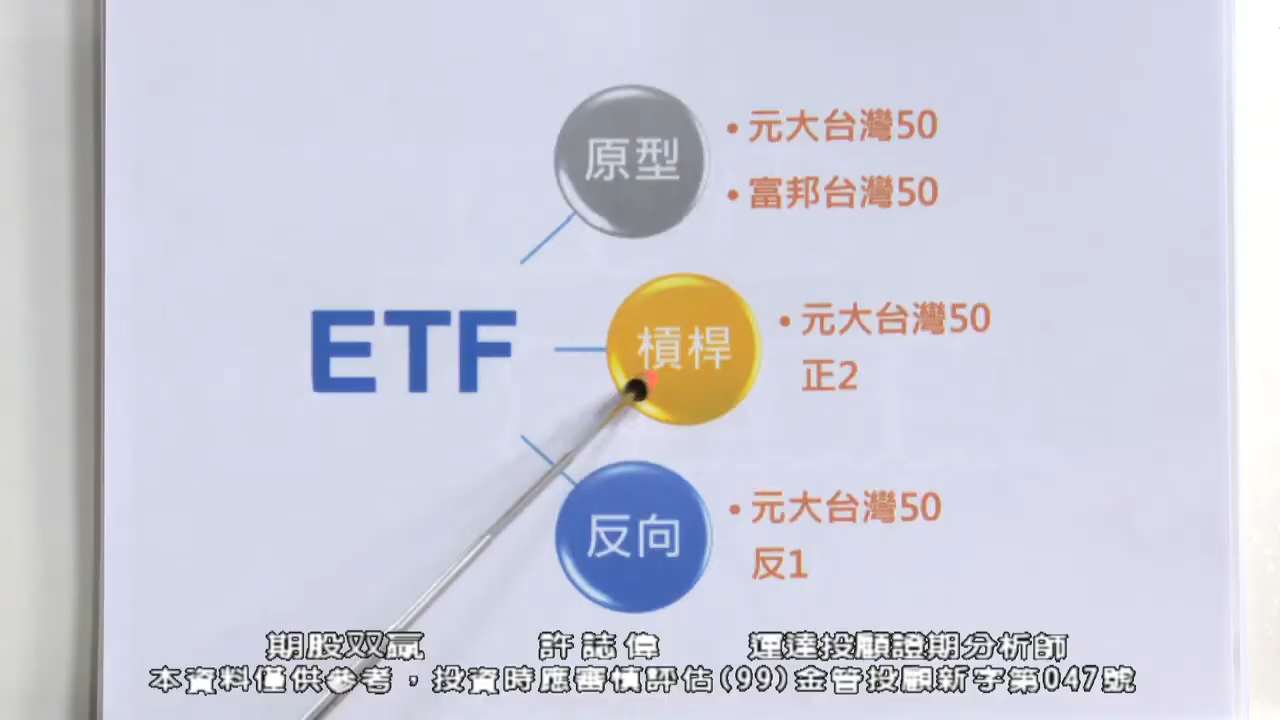 原型
• 元大台灣50
• 富邦台灣50
ETF
槓桿
• 元大台灣50
正2
反向
• 元大台灣50
反1
期股双贏 許誌偉 運達投顧證期分析師
本資料僅供參考，投資時應審慎評估(99)金管投顧新字第047號